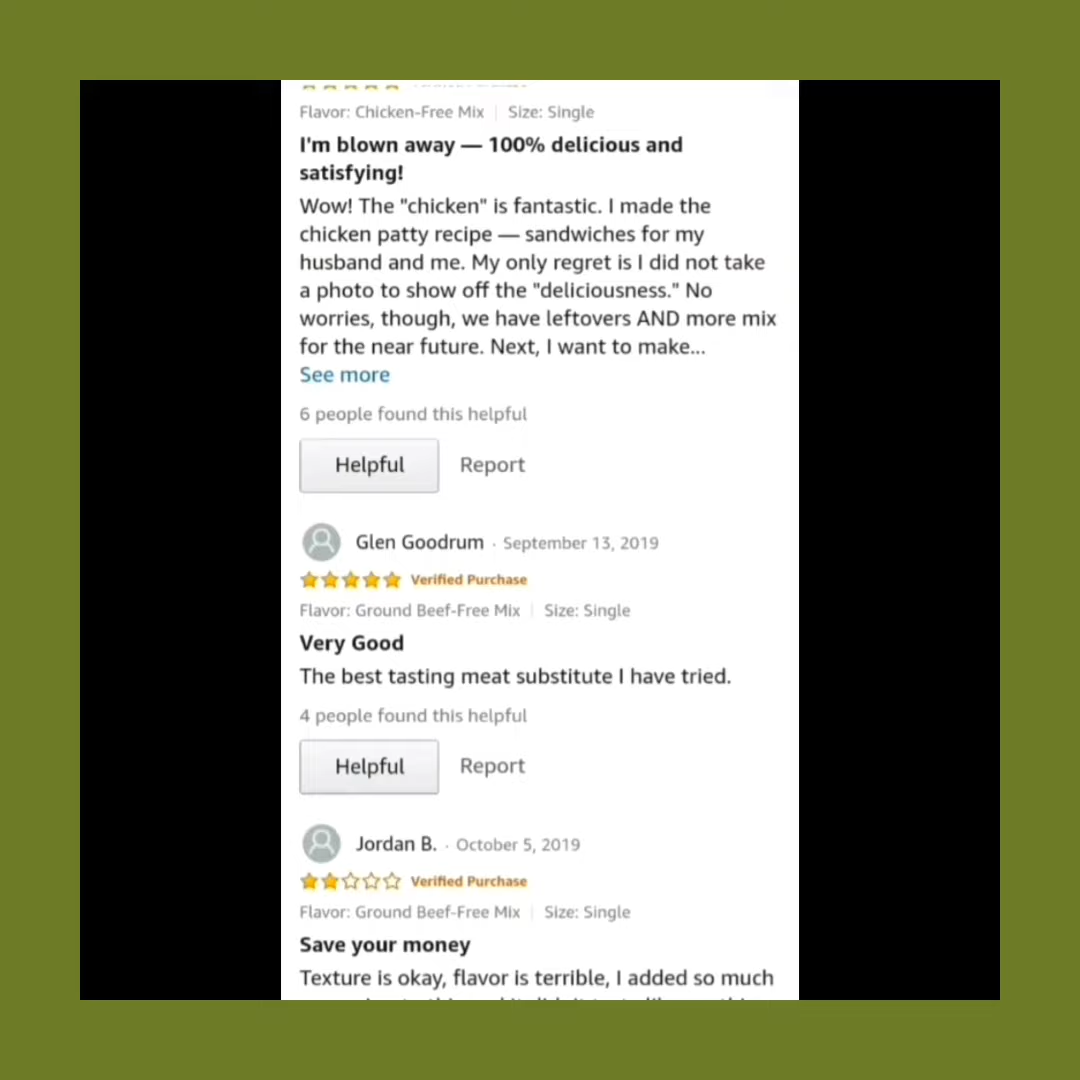 Flavor: Chicken-Free Mix | Size: Single
I'm blown away — 100% delicious and
satisfying!
Wow! The "chicken" is fantastic. I made the
chicken patty recipe — sandwiches for my
husband and me. My only regret is I did not take
a photo to show off the "deliciousness." No
worries, though, we have leftovers AND more mix
for the near future. Next, I want to make...
See more
6 people found this helpful
Helpful Report
Glen Goodrum · September 13, 2019
Verified Purchase
Flavor: Ground Beef-Free Mix | Size: Single
Very Good
The best tasting meat substitute I have tried.
4 people found this helpful
Helpful Report
Jordan B. · October 5, 2019
Verified Purchase
Flavor: Ground Beef-Free Mix | Size: Single
Save your money
Texture is okay, flavor is terrible, I added so much